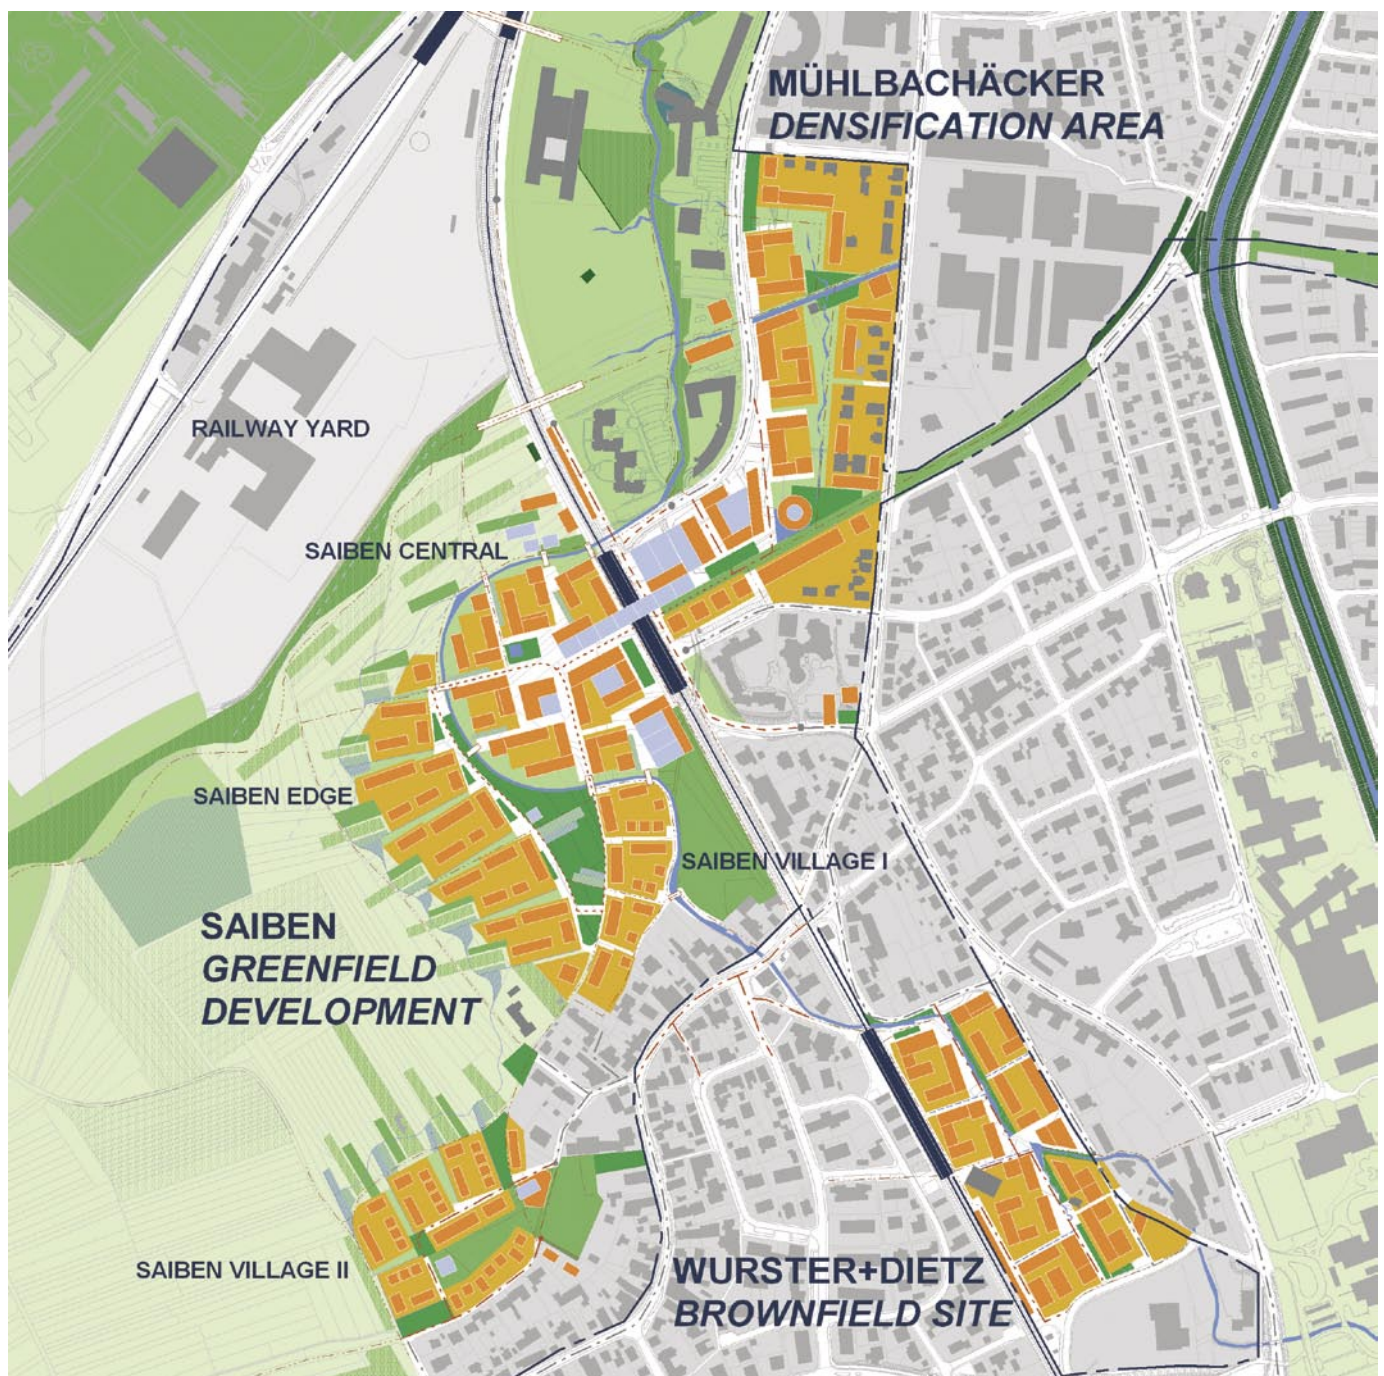 MÜHLBACHÄCKER
DENSIFICATION AREA
RAILWAY YARD
SAIBEN CENTRAL
SAIBEN EDGE
SAIBEN VILLAGE I
SAIBEN
GREENFIELD
DEVELOPMENT
SAIBEN VILLAGE II
WURSTER+DIETZ
BROWNFIELD SITE